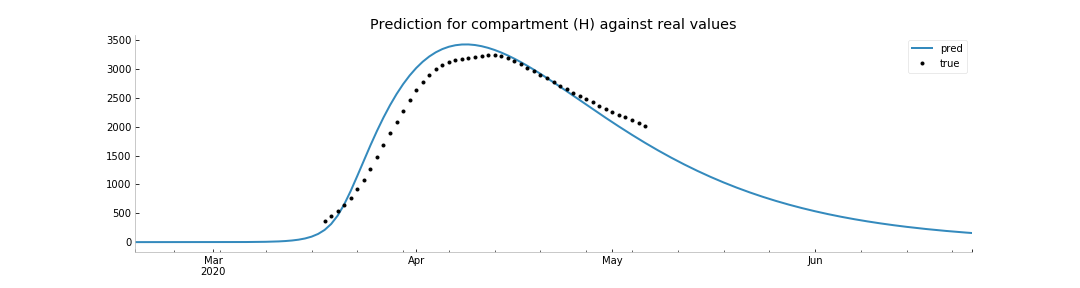 Prediction for compartment (H) against real values
3500
3000
2500
2000
1500
1000
500
0
pred
true
Mar
2020
Apr
May
Jun